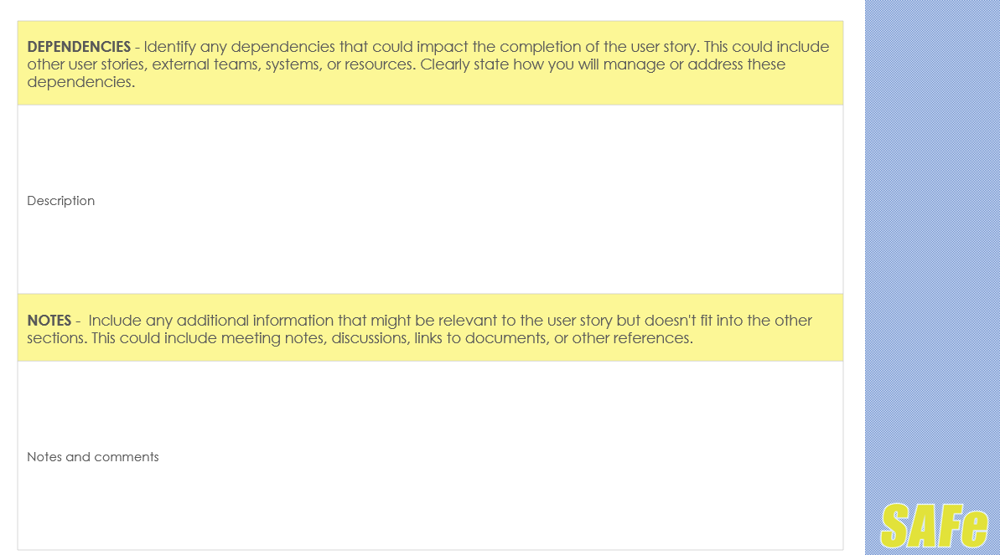 DEPENDENCIES - Identify any dependencies that could impact the completion of the user story. This could include
other user stories, external teams, systems, or resources. Clearly state how you will manage or address these
dependencies.
Description
NOTES -  Include any additional information that might be relevant to the user story but doesn't fit into the other
sections. This could include meeting notes, discussions, links to documents, or other references.
Notes and comments
SAFe